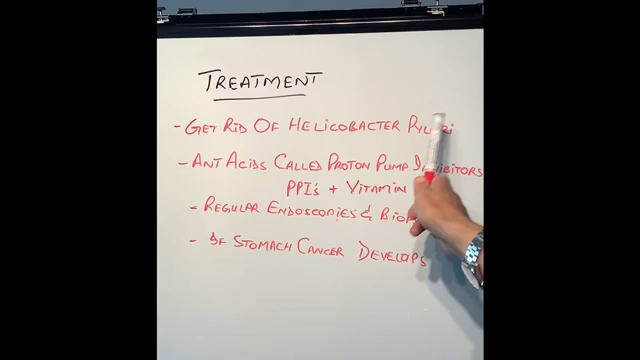 TREATMENT
- GET RID OF HELICOBACTER PYLORI
- ANT ACIDS CALLED PROTON PUMP INHIBITORS
PPI's + VITAMIN
- REGULAR ENDOSCOPIES &
- IF STOMACH CANCER DEVELOPS